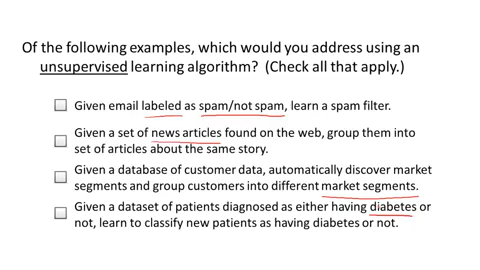 Of the following examples, which would you address using an
unsupervised learning algorithm? (Check all that apply.)
Given email labeled as spam/not spam, learn a spam filter.
Given a set of news articles found on the web, group them into
set of articles about the same story.
Given a database of customer data, automatically discover market
segments and group customers into different market segments.
Given a dataset of patients diagnosed as either having diabetes or
not, learn to classify new patients as having diabetes or not.